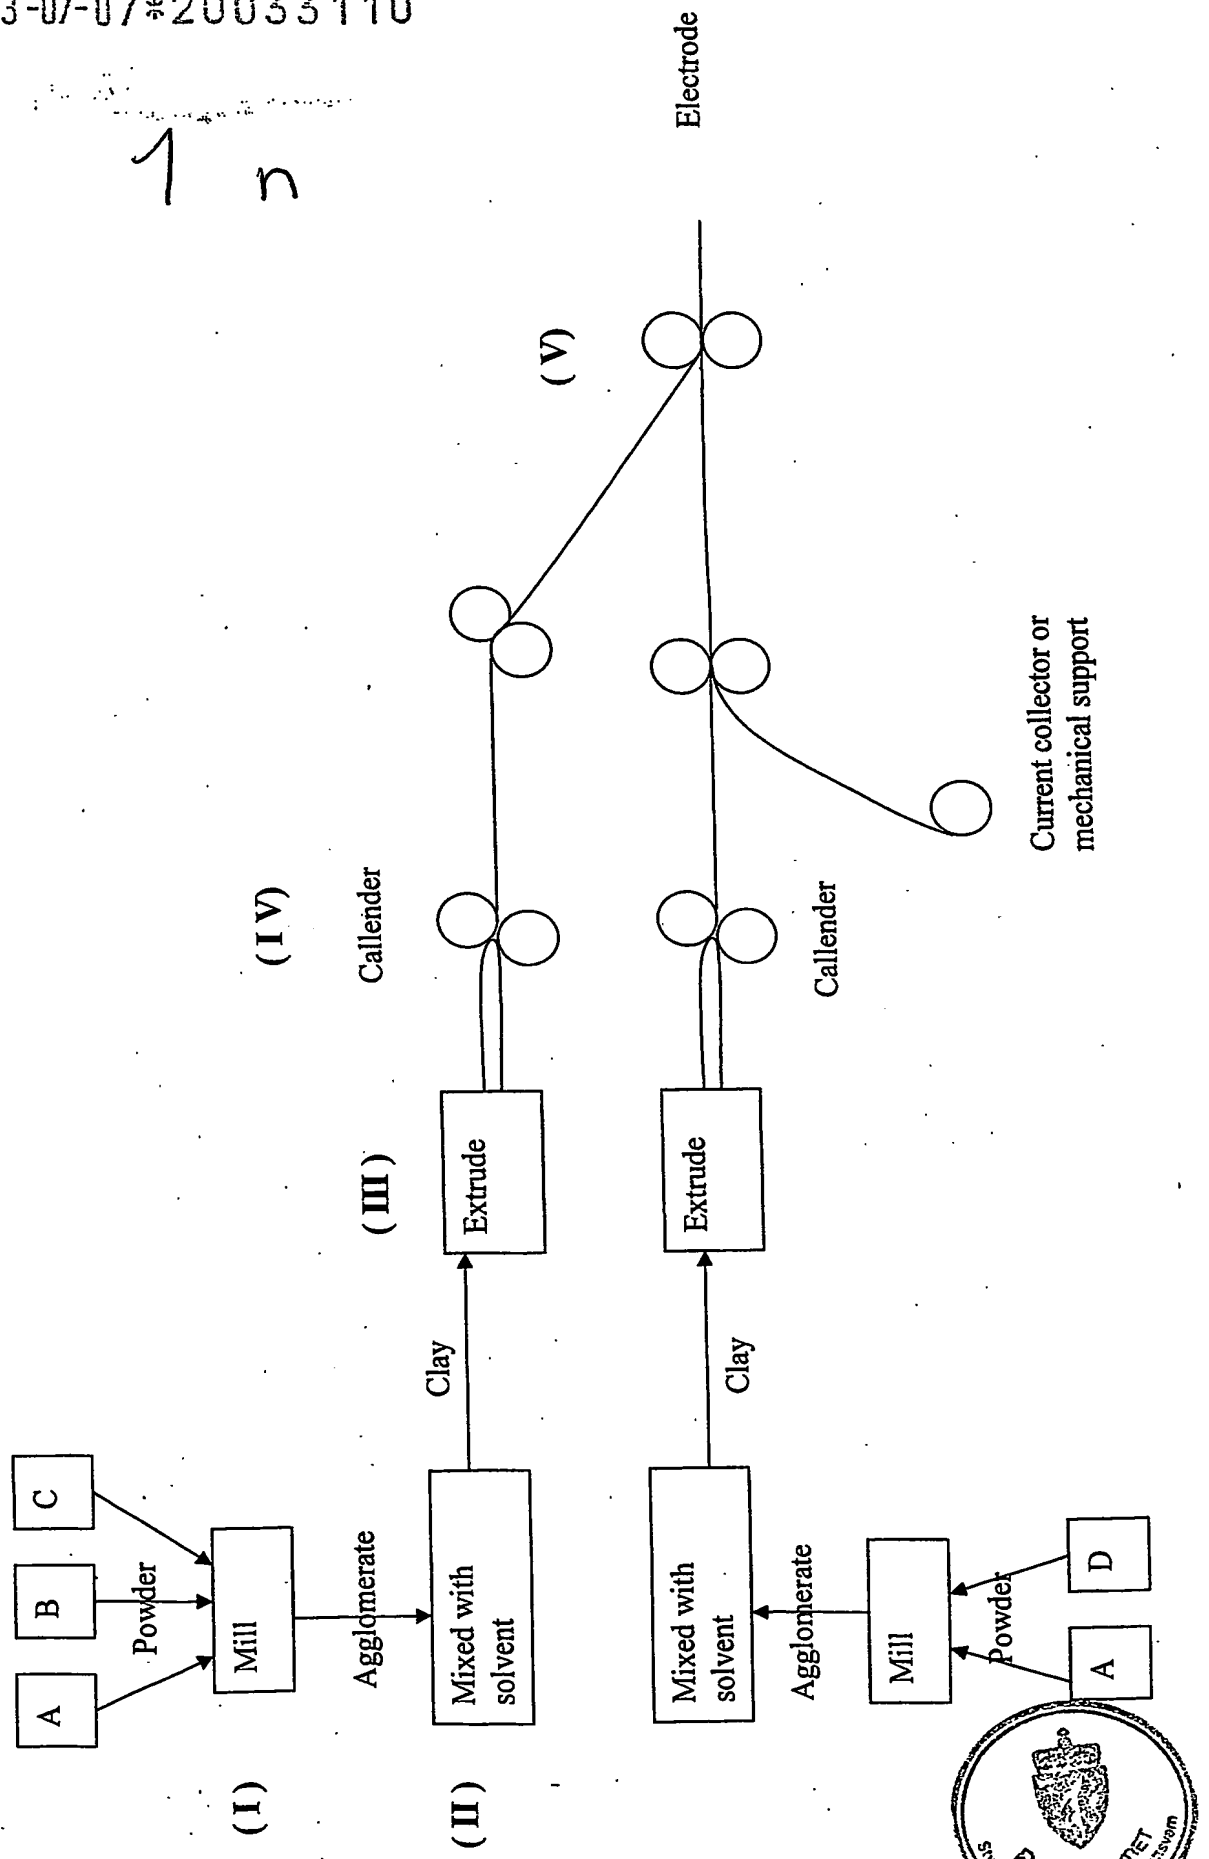 3-07-07*20033110
1 n
A
B
C
Powder
(I)
Mill
Agglomerate
(II)
Mixed with
solvent
Clay
(III)
Extrude
(IV)
Callender
(V)
Electrode
Mixed with
solvent
Clay
Extrude
Callender
Current collector or
mechanical support
Agglomerate
Mill
Powder
A
D